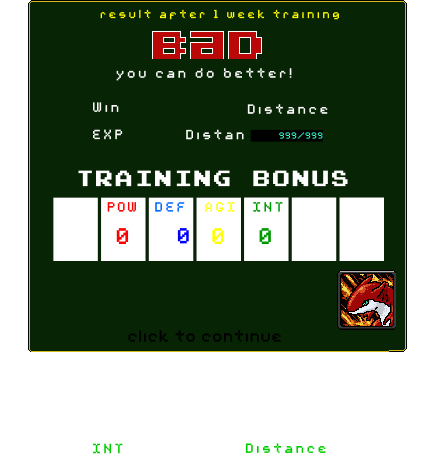 result after 1 week training
BAD
you can do better!
Win Distance
EXP Distan 999/999
TRAINING BONUS
POW DEF AGI INT
0 0 0 0
click to continue
INT Distance